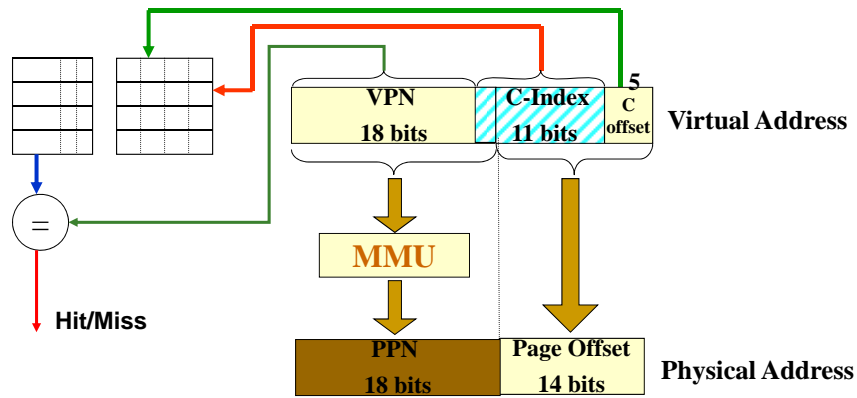 5
VPN
18 bits
C-Index
11 bits
C
offset
Virtual Address
=
MMU
Hit/Miss
PPN
18 bits
Page Offset
14 bits
Physical Address